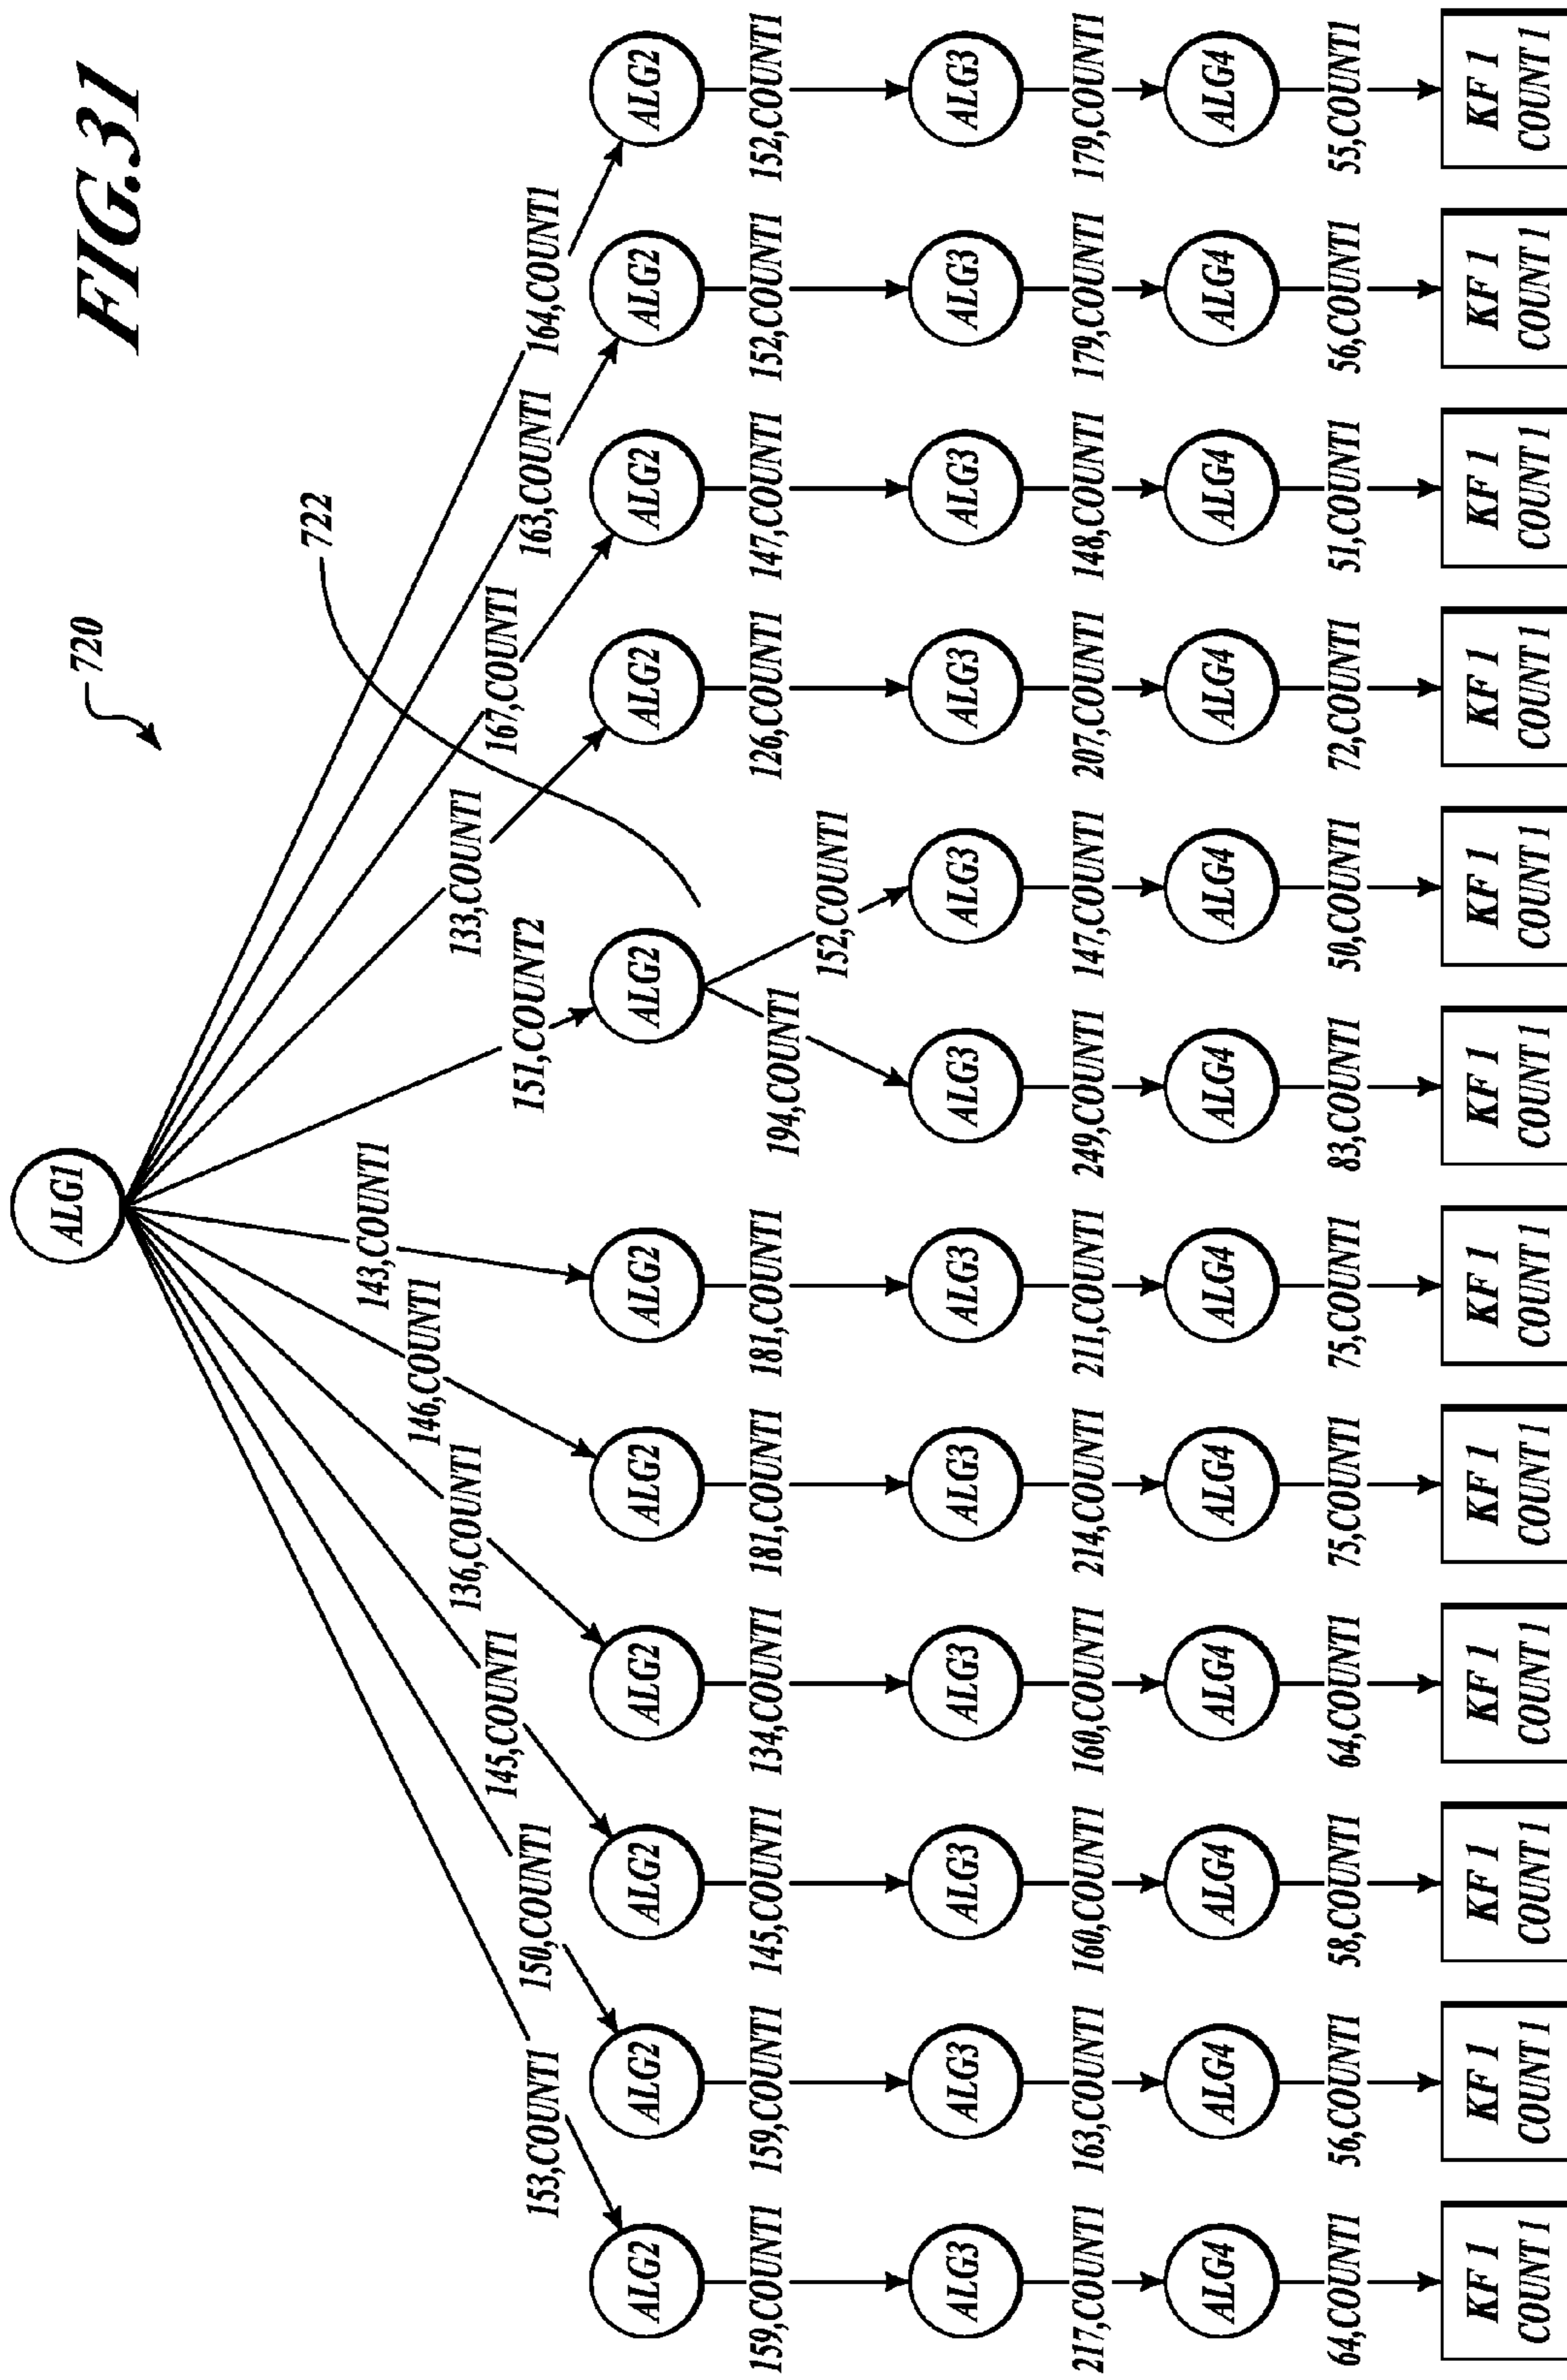 FIG.31
720
ALG1
722
153,COUNT1
150,COUNT1
145,COUNT1
136,COUNT1
146,COUNT1
143,COUNT1
151,COUNT2
133,COUNT1
167,COUNT1
163,COUNT1
164,COUNT1
ALG2
ALG2
ALG2
ALG2
ALG2
ALG2
ALG2
ALG2
ALG2
ALG2
ALG2
159,COUNT1
159,COUNT1
145,COUNT1
134,COUNT1
181,COUNT1
181,COUNT1
194,COUNT1
152,COUNT1
126,COUNT1
147,COUNT1
152,COUNT1
152,COUNT1
ALG3
ALG3
ALG3
ALG3
ALG3
ALG3
ALG3
ALG3
ALG3
ALG3
ALG3
ALG3
217,COUNT1
163,COUNT1
160,COUNT1
160,COUNT1
214,COUNT1
211,COUNT1
249,COUNT1
147,COUNT1
207,COUNT1
148,COUNT1
179,COUNT1
179,COUNT1
ALG4
ALG4
ALG4
ALG4
ALG4
ALG4
ALG4
ALG4
ALG4
ALG4
ALG4
ALG4
64,COUNT1
56,COUNT1
58,COUNT1
64,COUNT1
75,COUNT1
75,COUNT1
83,COUNT1
50,COUNT1
72,COUNT1
51,COUNT1
56,COUNT1
55,COUNT1
KF 1
COUNT 1
KF 1
COUNT 1
KF 1
COUNT 1
KF 1
COUNT 1
KF 1
COUNT 1
KF 1
COUNT 1
KF 1
COUNT 1
KF 1
COUNT 1
KF 1
COUNT 1
KF 1
COUNT 1
KF 1
COUNT 1
KF 1
COUNT 1